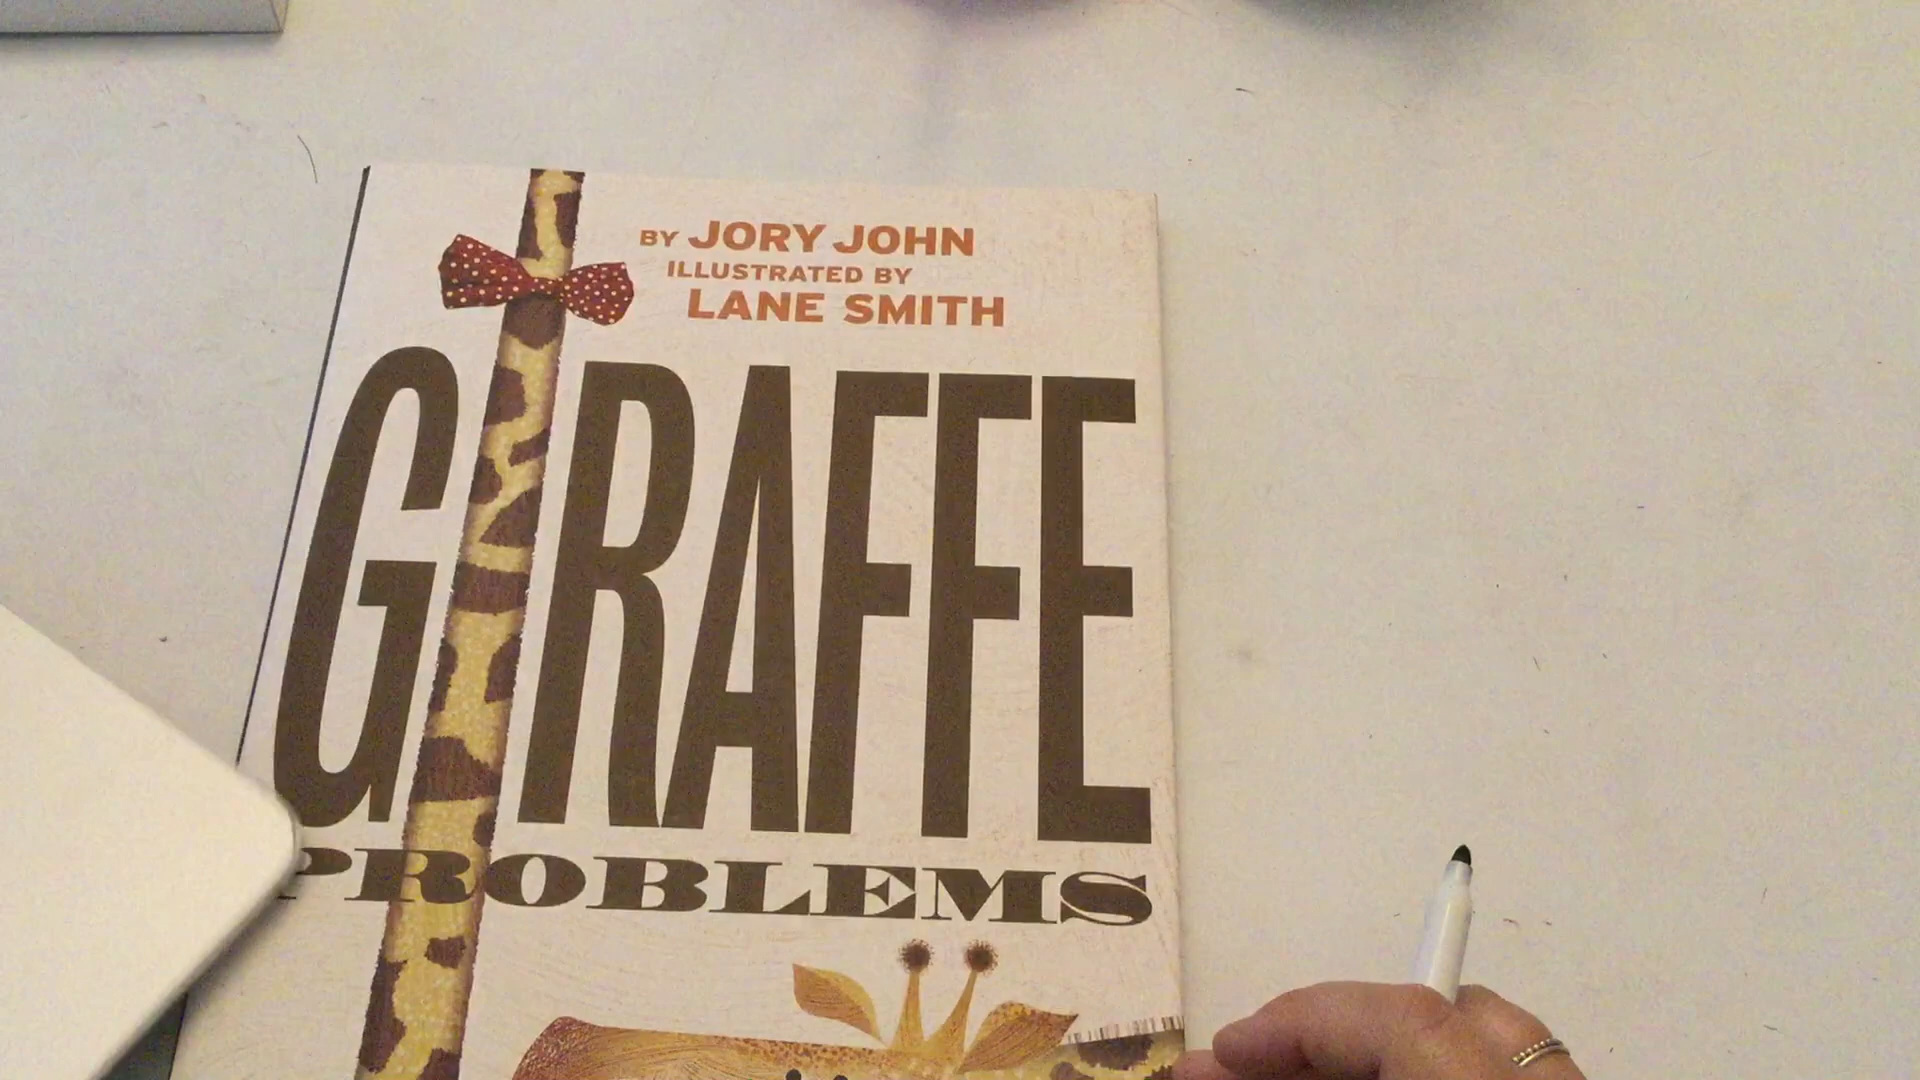 BY JORY JOHN
ILLUSTRATED BY
LANE SMITH
GIRAFFE
PROBLEMS